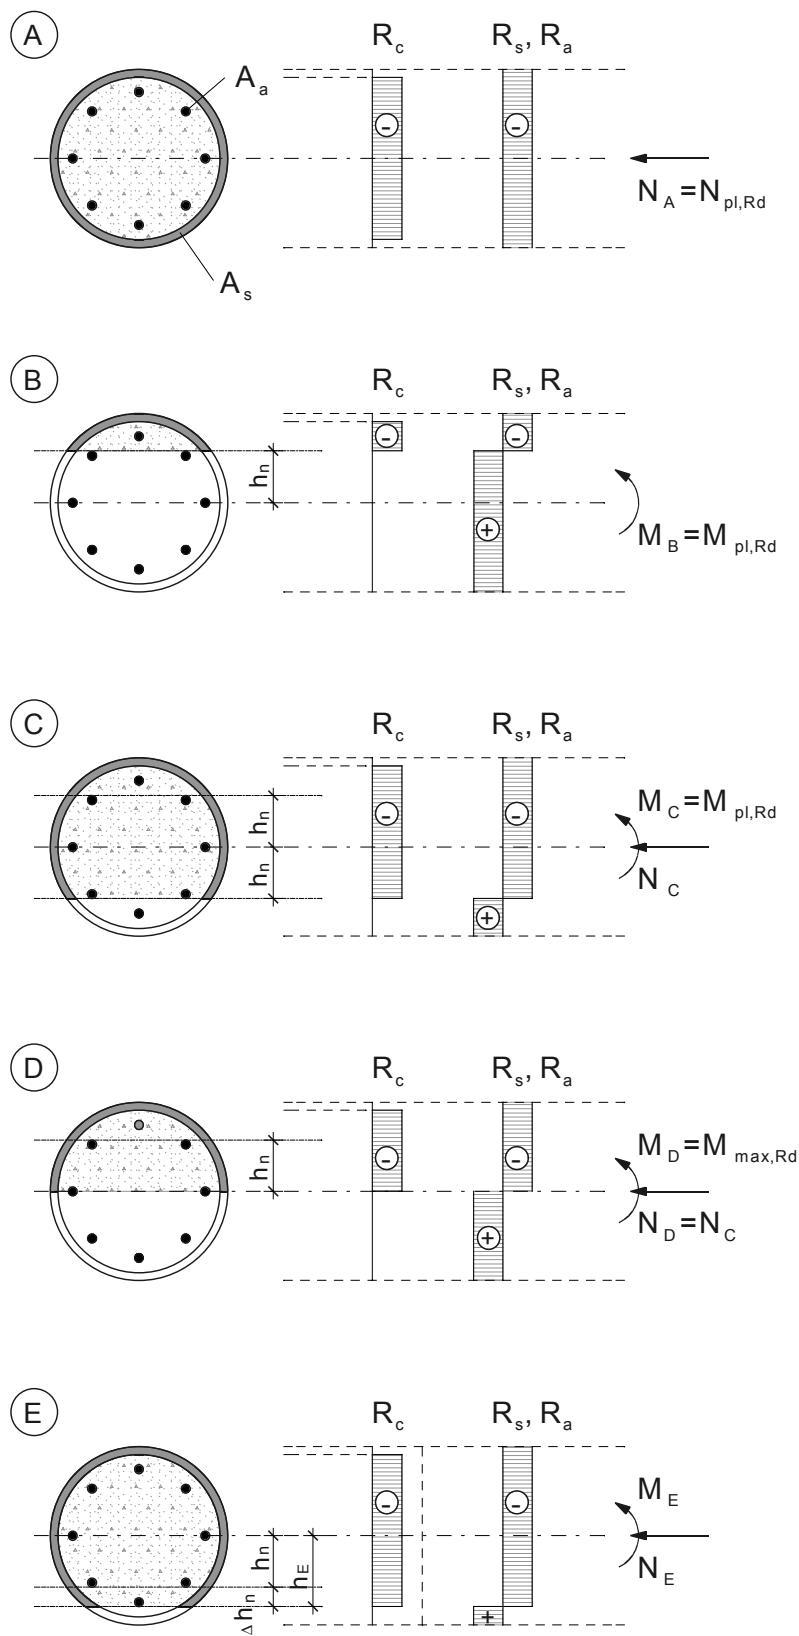 A
R_c
R_s, R_a
A_a
-
-
N_A=N_pl,Rd
A_s
B
R_c
R_s, R_a
-
-
h_n
+
M_B=M_pl,Rd
C
R_c
R_s, R_a
h_n
-
-
M_C=M_pl,Rd
h_n
N_C
+
D
R_c
R_s, R_a
h_n
-
-
M_D=M_max,Rd
N_D=N_C
+
E
R_c
R_s, R_a
-
-
M_E
h_n
h_E
N_E
Δh_n
+